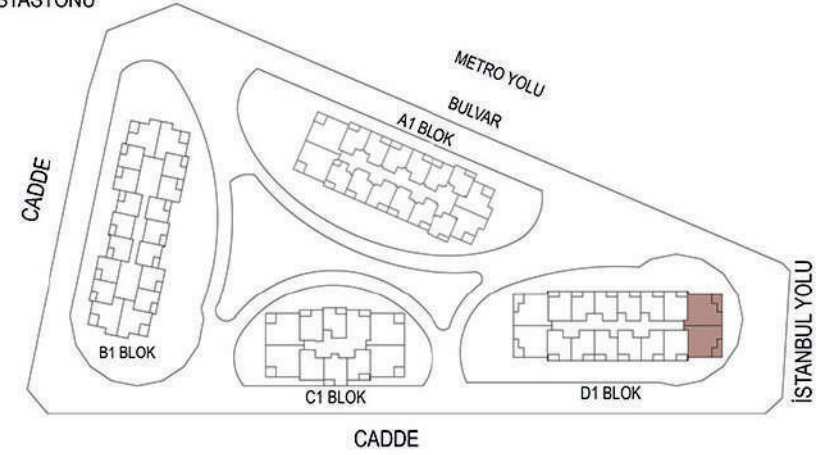 METRO YOLU
BULVAR
A1 BLOK
CADDE
B1 BLOK
C1 BLOK
D1 BLOK
İSTANBUL YOLU
CADDE